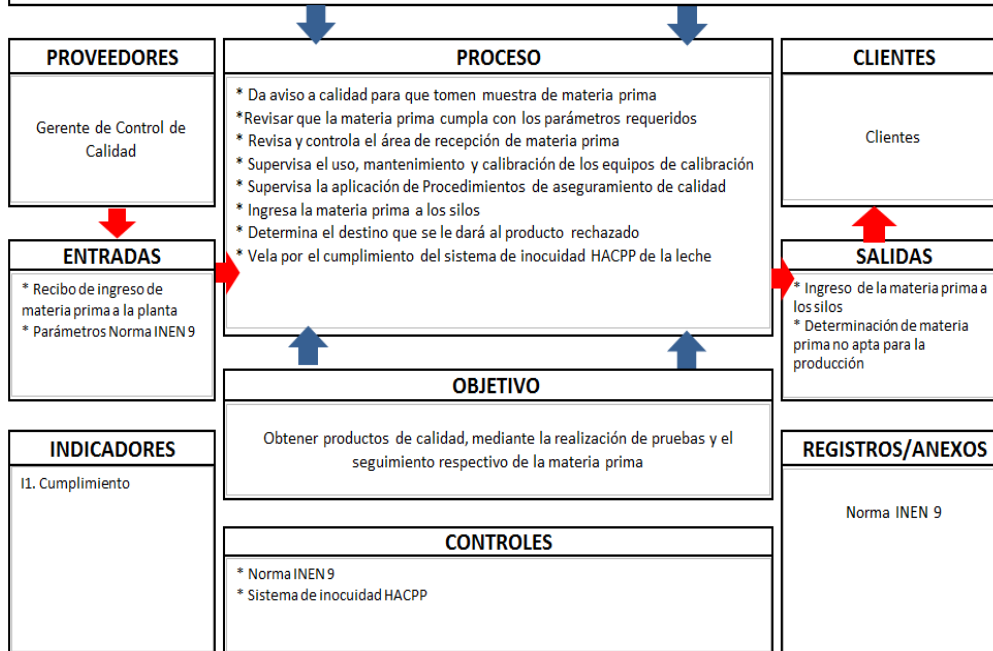 PROVEEDORES
Gerente de Control de
Calidad
PROCESO
* Da aviso a calidad para que tomen muestra de materia prima
*Revisar que la materia prima cumpla con los parámetros requeridos
* Revisa y controla el área de recepción de materia prima
* Supervisa el uso, mantenimiento y calibración de los equipos de calibración
* Supervisa la aplicación de Procedimientos de aseguramiento de calidad
* Ingresa la materia prima a los silos
* Determina el destino que se le dará al producto rechazado
* Vela por el cumplimiento del sistema de inocuidad HACPP de la leche
CLIENTES
Clientes
ENTRADAS
* Recibo de ingreso de
materia prima a la planta
* Parámetros Norma INEN 9
SALIDAS
* Ingreso de la materia prima a
los silos
* Determinación de materia
prima no apta para la
producción
OBJETIVO
Obtener productos de calidad, mediante la realización de pruebas y el
seguimiento respectivo de la materia prima
INDICADORES
I1. Cumplimiento
REGISTROS/ANEXOS
Norma INEN 9
CONTROLES
* Norma INEN 9
* Sistema de inocuidad HACPP